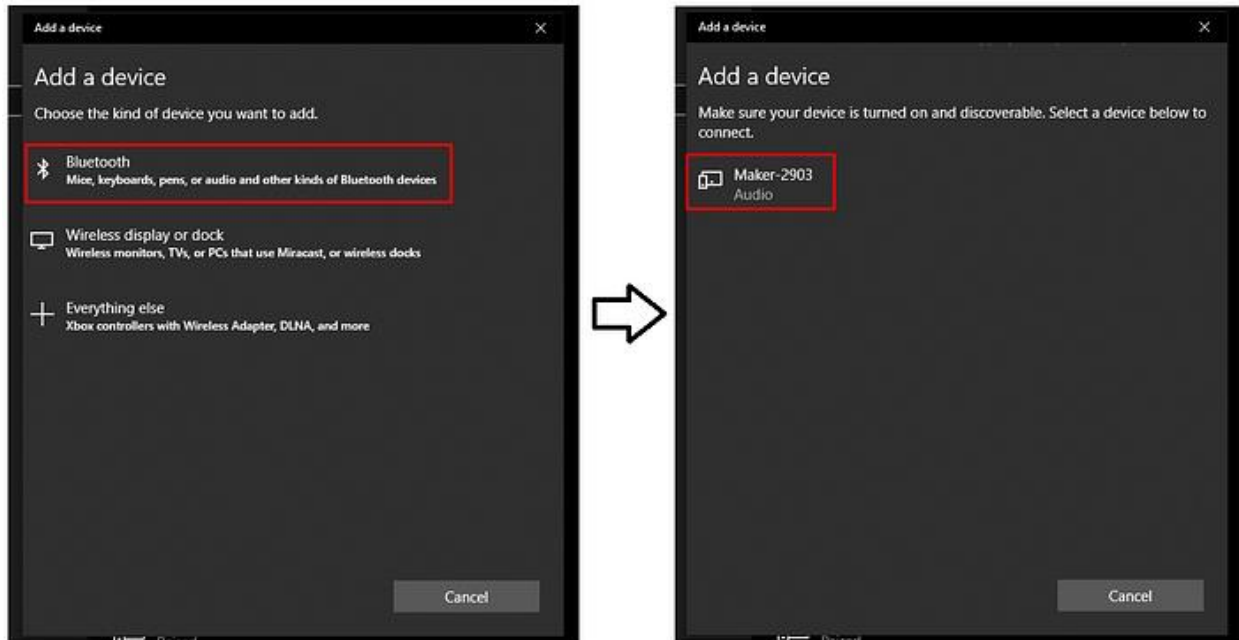 Add a device
Add a device
Choose the kind of device you want to add.
Bluetooth
Mice, keyboards, pens, or audio and other kinds of Bluetooth devices
Wireless display or dock
Wireless monitors, TVs, or PCs that use Miracast, or wireless docks
Everything else
Xbox controllers with Wireless Adapter, DLNA, and more
Cancel
Add a device
Add a device
Make sure your device is turned on and discoverable. Select a device below to
connect.
Maker-2903
Audio
Cancel